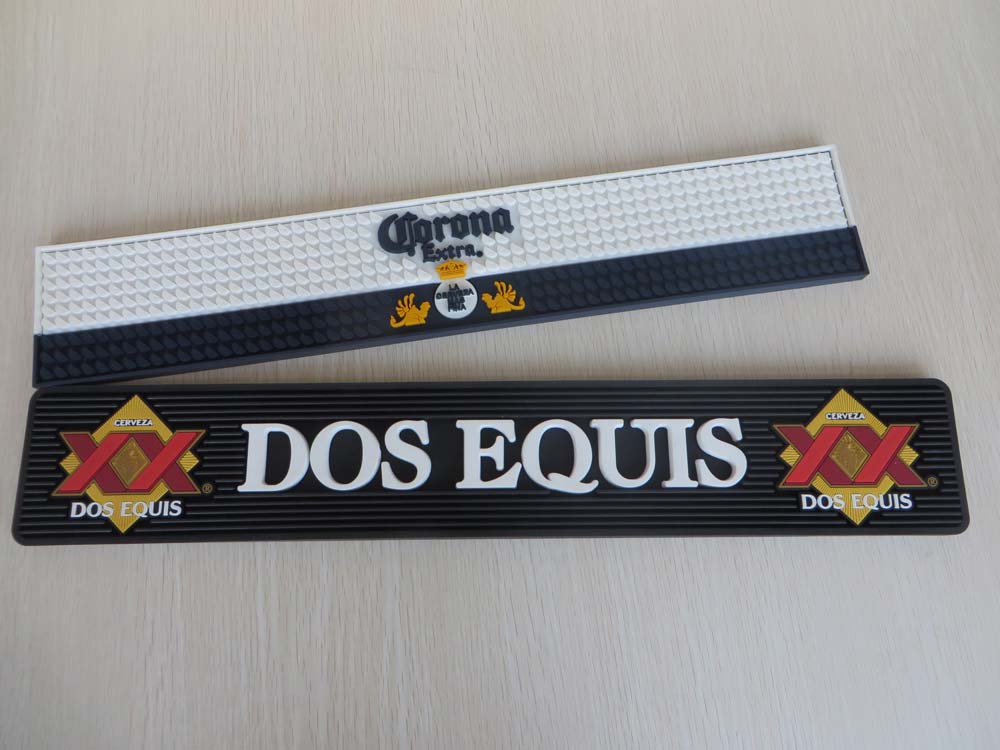 Corona
Extra.
LA
CERVEZA
MAS
FINA
CERVEZA
XX®
DOS EQUIS
DOS EQUIS
CERVEZA
XX®
DOS EQUIS